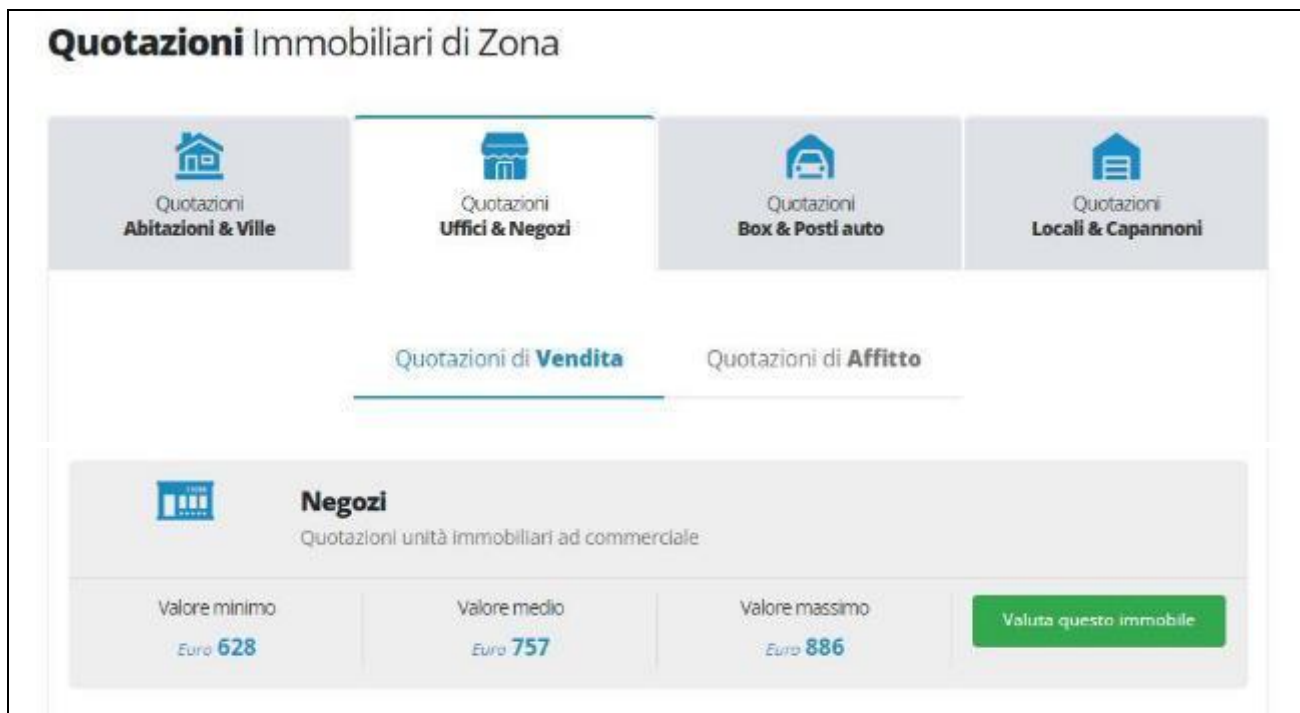 Quotazioni Immobiliari di Zona
Quotazioni
Abitazioni & Ville
Quotazioni
Uffici & Negozi
Quotazioni
Box & Posti auto
Quotazioni
Locali & Capannoni
Quotazioni di Vendita
Quotazioni di Affitto
Negozi
Quotazioni unità immobiliari ad commerciale
Valore minimo
Euro 628
Valore medio
Euro 757
Valore massimo
Euro 886
Valuta questo immobile